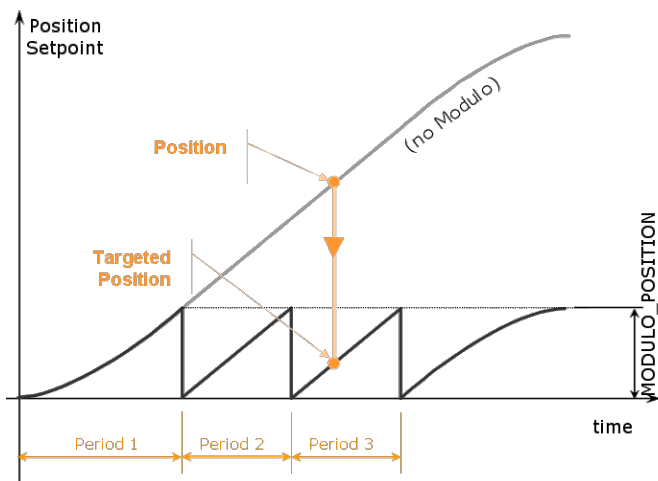 Position
Setpoint
(no Modulo)
Position
Targeted
Position
MODULO_POSITION
time
Period 1
Period 2
Period 3